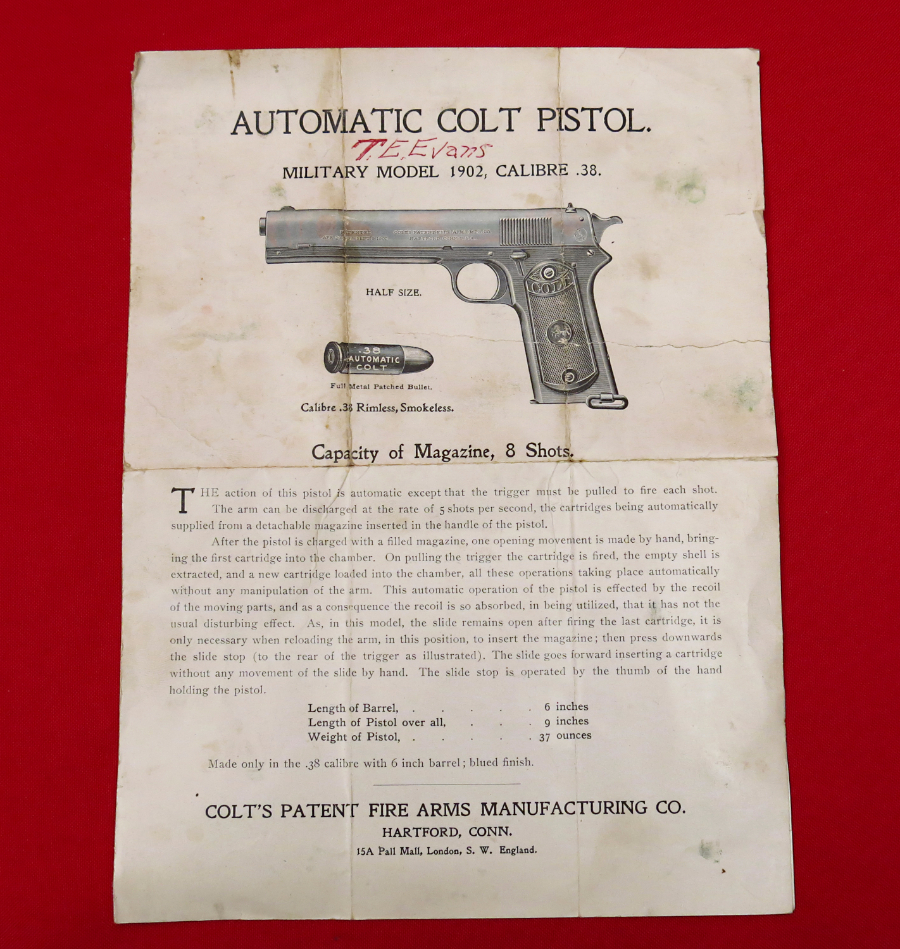 AUTOMATIC COLT PISTOL.
T.E.Evans
MILITARY MODEL 1902, CALIBRE .38.
COLT
HALF SIZE.
.38
AUTOMATIC
COLT
Full Metal Patched Bullet.
Calibre .38 Rimless, Smokeless.
Capacity of Magazine, 8 Shots.
THE action of this pistol is automatic except that the trigger must be pulled to fire each shot.
The arm can be discharged at the rate of 5 shots per second, the cartridges being automatically
supplied from a detachable magazine inserted in the handle of the pistol.
After the pistol is charged with a filled magazine, one opening movement is made by hand, bring-
ing the first cartridge into the chamber. On pulling the trigger the cartridge is fired, the empty shell is
extracted, and a new cartridge loaded into the chamber, all these operations taking place automatically
without any manipulation of the arm. This automatic operation of the pistol is effected by the recoil
of the moving parts, and as a consequence the recoil is so absorbed, in being utilized, that it has not the
usual disturbing effect. As, in this model, the slide remains open after firing the last cartridge, it is
only necessary when reloading the arm, in this position, to insert the magazine; then press downwards
the slide stop (to the rear of the trigger as illustrated). The slide goes forward inserting a cartridge
without any movement of the slide by hand. The slide stop is operated by the thumb of the hand
holding the pistol.
Length of Barrel, . . . . . . 6 inches
Length of Pistol over all, . . . 9 inches
Weight of Pistol, . . . . . . 37 ounces
Made only in the .38 calibre with 6 inch barrel; blued finish.
COLT'S PATENT FIRE ARMS MANUFACTURING CO.
HARTFORD, CONN.
15A Pall Mall, London, S. W. England.